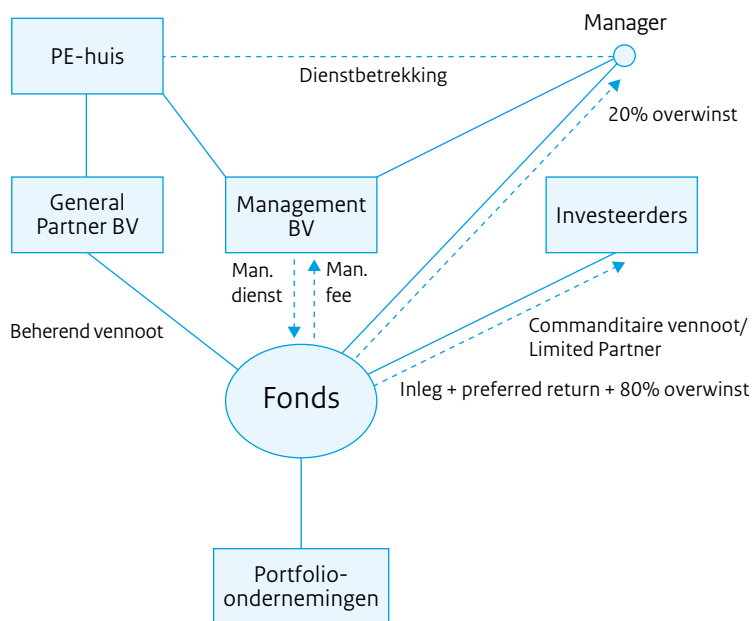 Manager
PE-huis
Dienstbetrekking
20% overwinst
General
Partner BV
Management
BV
Investeerders
Man.
dienst
Man.
fee
Beherend vennoot
Commanditaire vennoot/
Limited Partner
Inleg + preferred return + 80% overwinst
Fonds
Portfolio-
ondernemingen